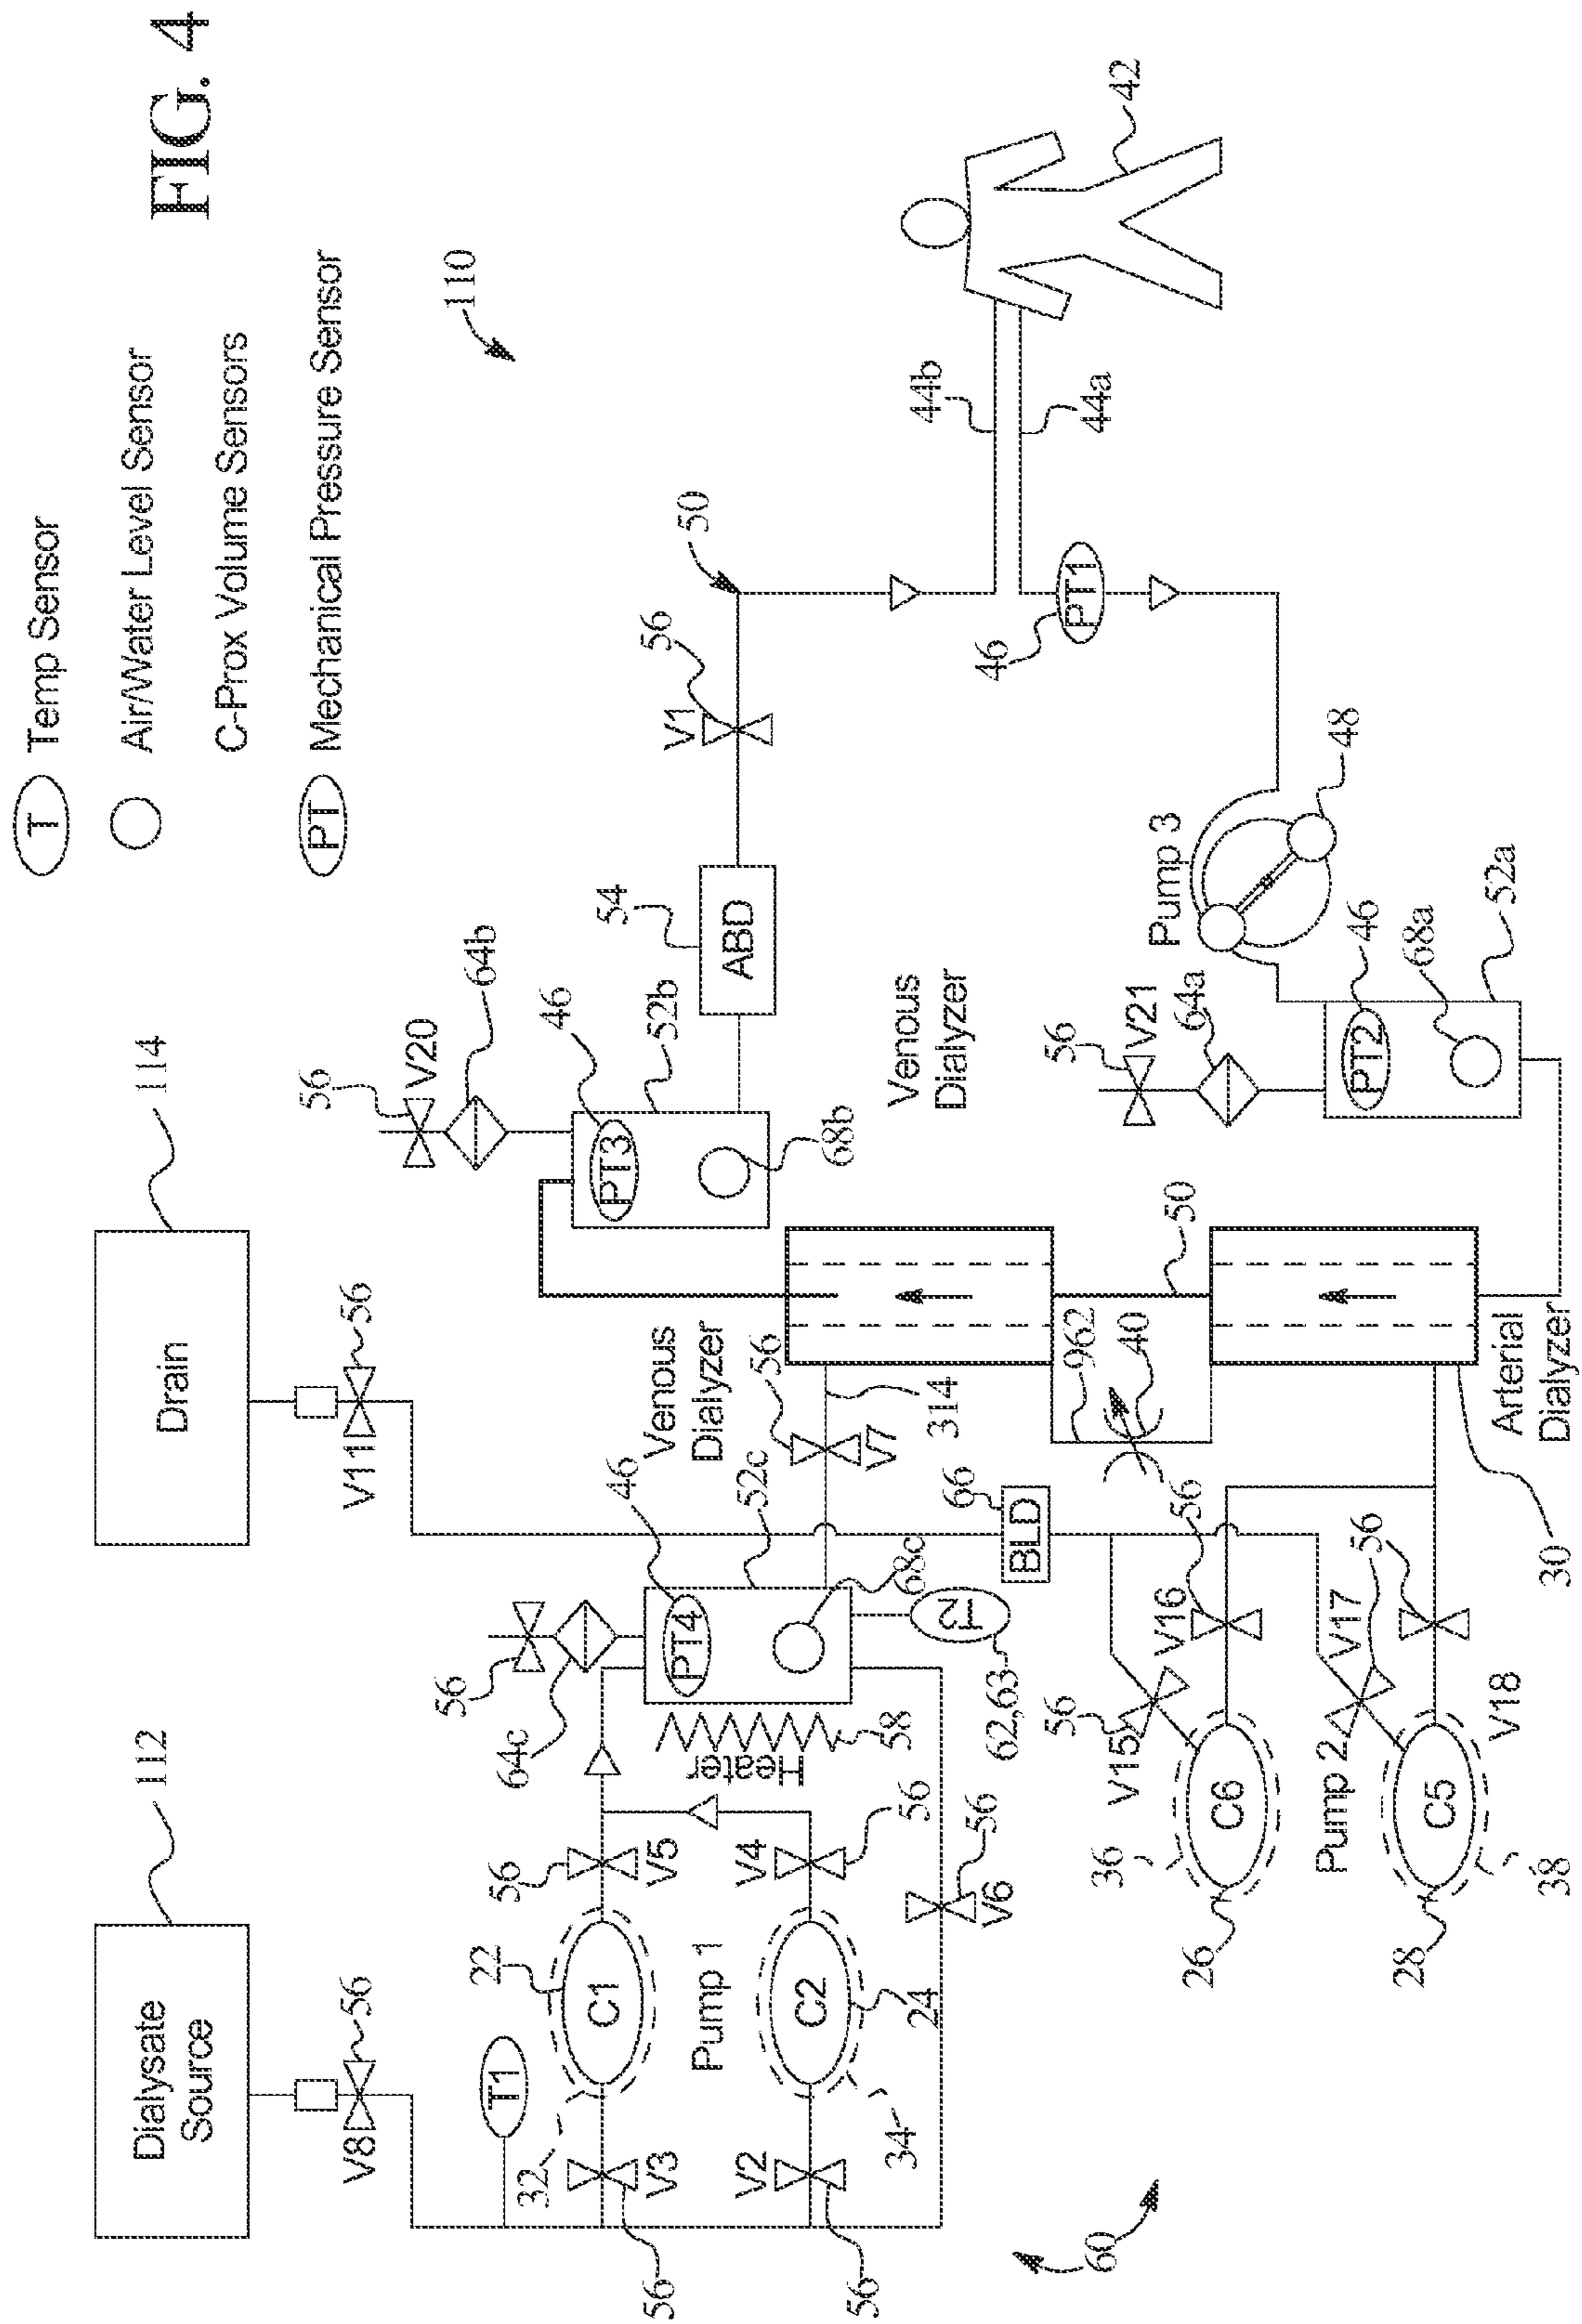 FIG. 4
T Temp Sensor
Air/Water Level Sensor
C-Prox Volume Sensors
PT Mechanical Pressure Sensor
110
Dialysate
Source
112
Drain
114
V8
56
V11
56
T1
32
22
C1
V3
56
56
V5
Pump 1
V2
56
34
C2
24
V4
56
V6
56
60
56
64c
46
PT4
52c
68c
Heater
58
T2
62,63
Venous
Dialyzer
56
V7
314
66
BLD
962
40
50
56
V20
64b
46
PT3
52b
68b
54
ABD
V1
56
50
44b
44a
42
46
PT1
Pump 3
48
Venous
Dialyzer
56
V21
64a
46
PT2
68a
52a
Arterial
Dialyzer
30
V15
56
V16
56
36
C6
26
Pump 2
V17
56
V18
C5
28
38